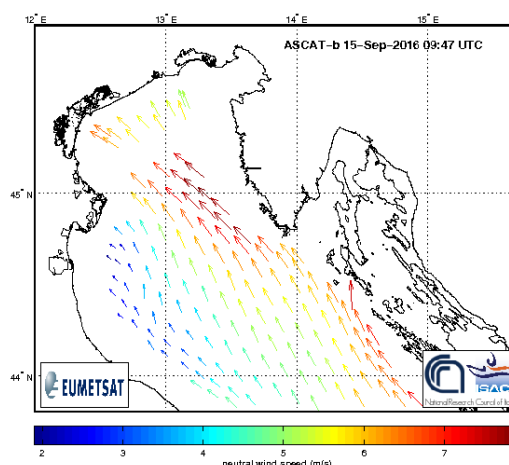 12° E 13° E 14° E 15° E
ASCAT-b 15-Sep-2016 09:47 UTC
45° N
44° N
EUMETSAT
ISAC
National Research Council of
2 3 4 5 6 7
neutral wind speed (m/s)